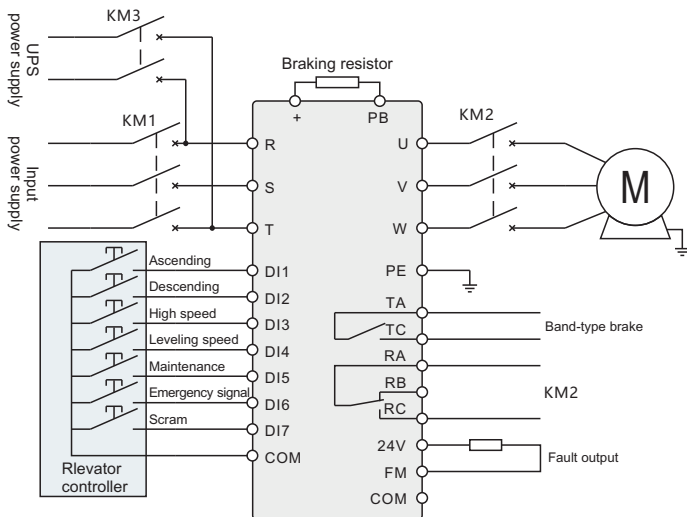 KM3
UPS
power supply
Braking resistor
+
PB
KM1
KM2
Input
power supply
R
U
S
V
M
T
W
Ascending
DI1
PE
Descending
DI2
High speed
DI3
TA
Leveling speed
DI4
TC
Band-type brake
Maintenance
DI5
RA
Emergency signal
DI6
RB
KM2
Scram
DI7
RC
COM
24V
Rlevator
controller
FM
Fault output
COM